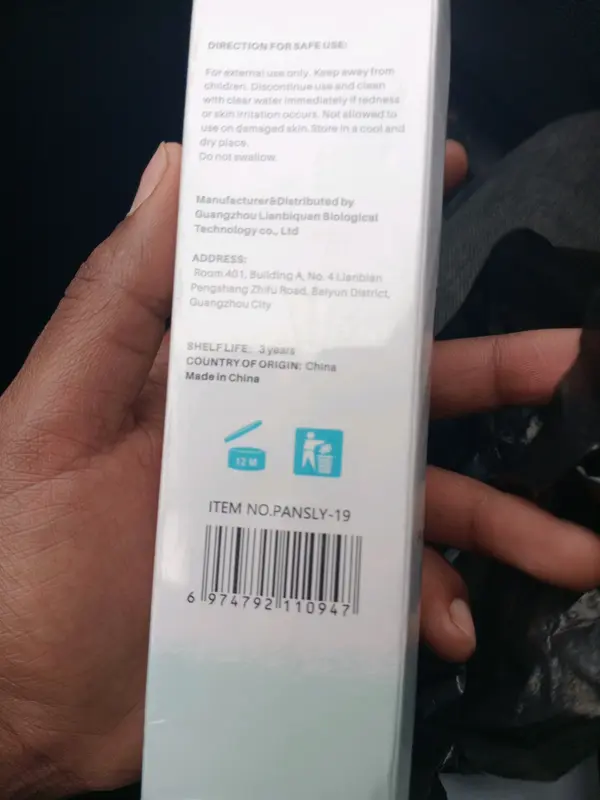 DIRECTION FOR SAFE USE:
For external use only. Keep away from
children. Discontinue use and clean
with clear water immediately if redness
or skin irritation occurs. Not allowed to
use on damaged skin. Store in a cool and
dry place.
Do not swallow.
Manufacturer&Distributed by
Guangzhou Lianbiquan Biological
Technology co., Ltd
ADDRESS:
Room 401, Building A, No. 4 Lianbian
Pengshang Zhifu Road, Baiyun District,
Guangzhou City
SHELF LIFE: 3 years
COUNTRY OF ORIGIN: China
Made in China
12 M
ITEM NO.PANSLY-19
6 974792 110947